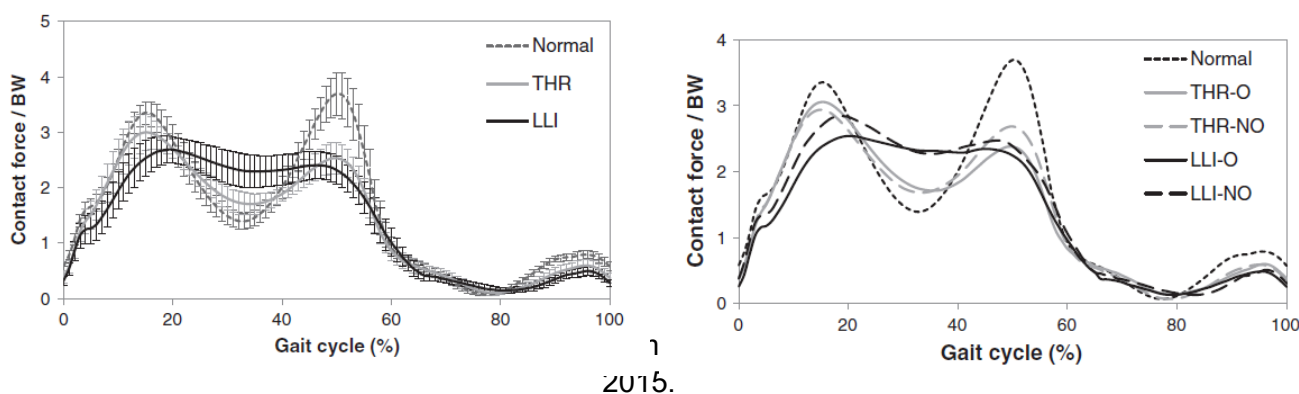 5
4
3
2
1
0
Contact force / BW
Normal
THR
LLI
0 20 40 60 80 100
Gait cycle (%)
4
3
2
1
0
Contact force / BW
Normal
THR-O
THR-NO
LLI-O
LLI-NO
0 20 40 60 80 100
Gait cycle (%)
2015.